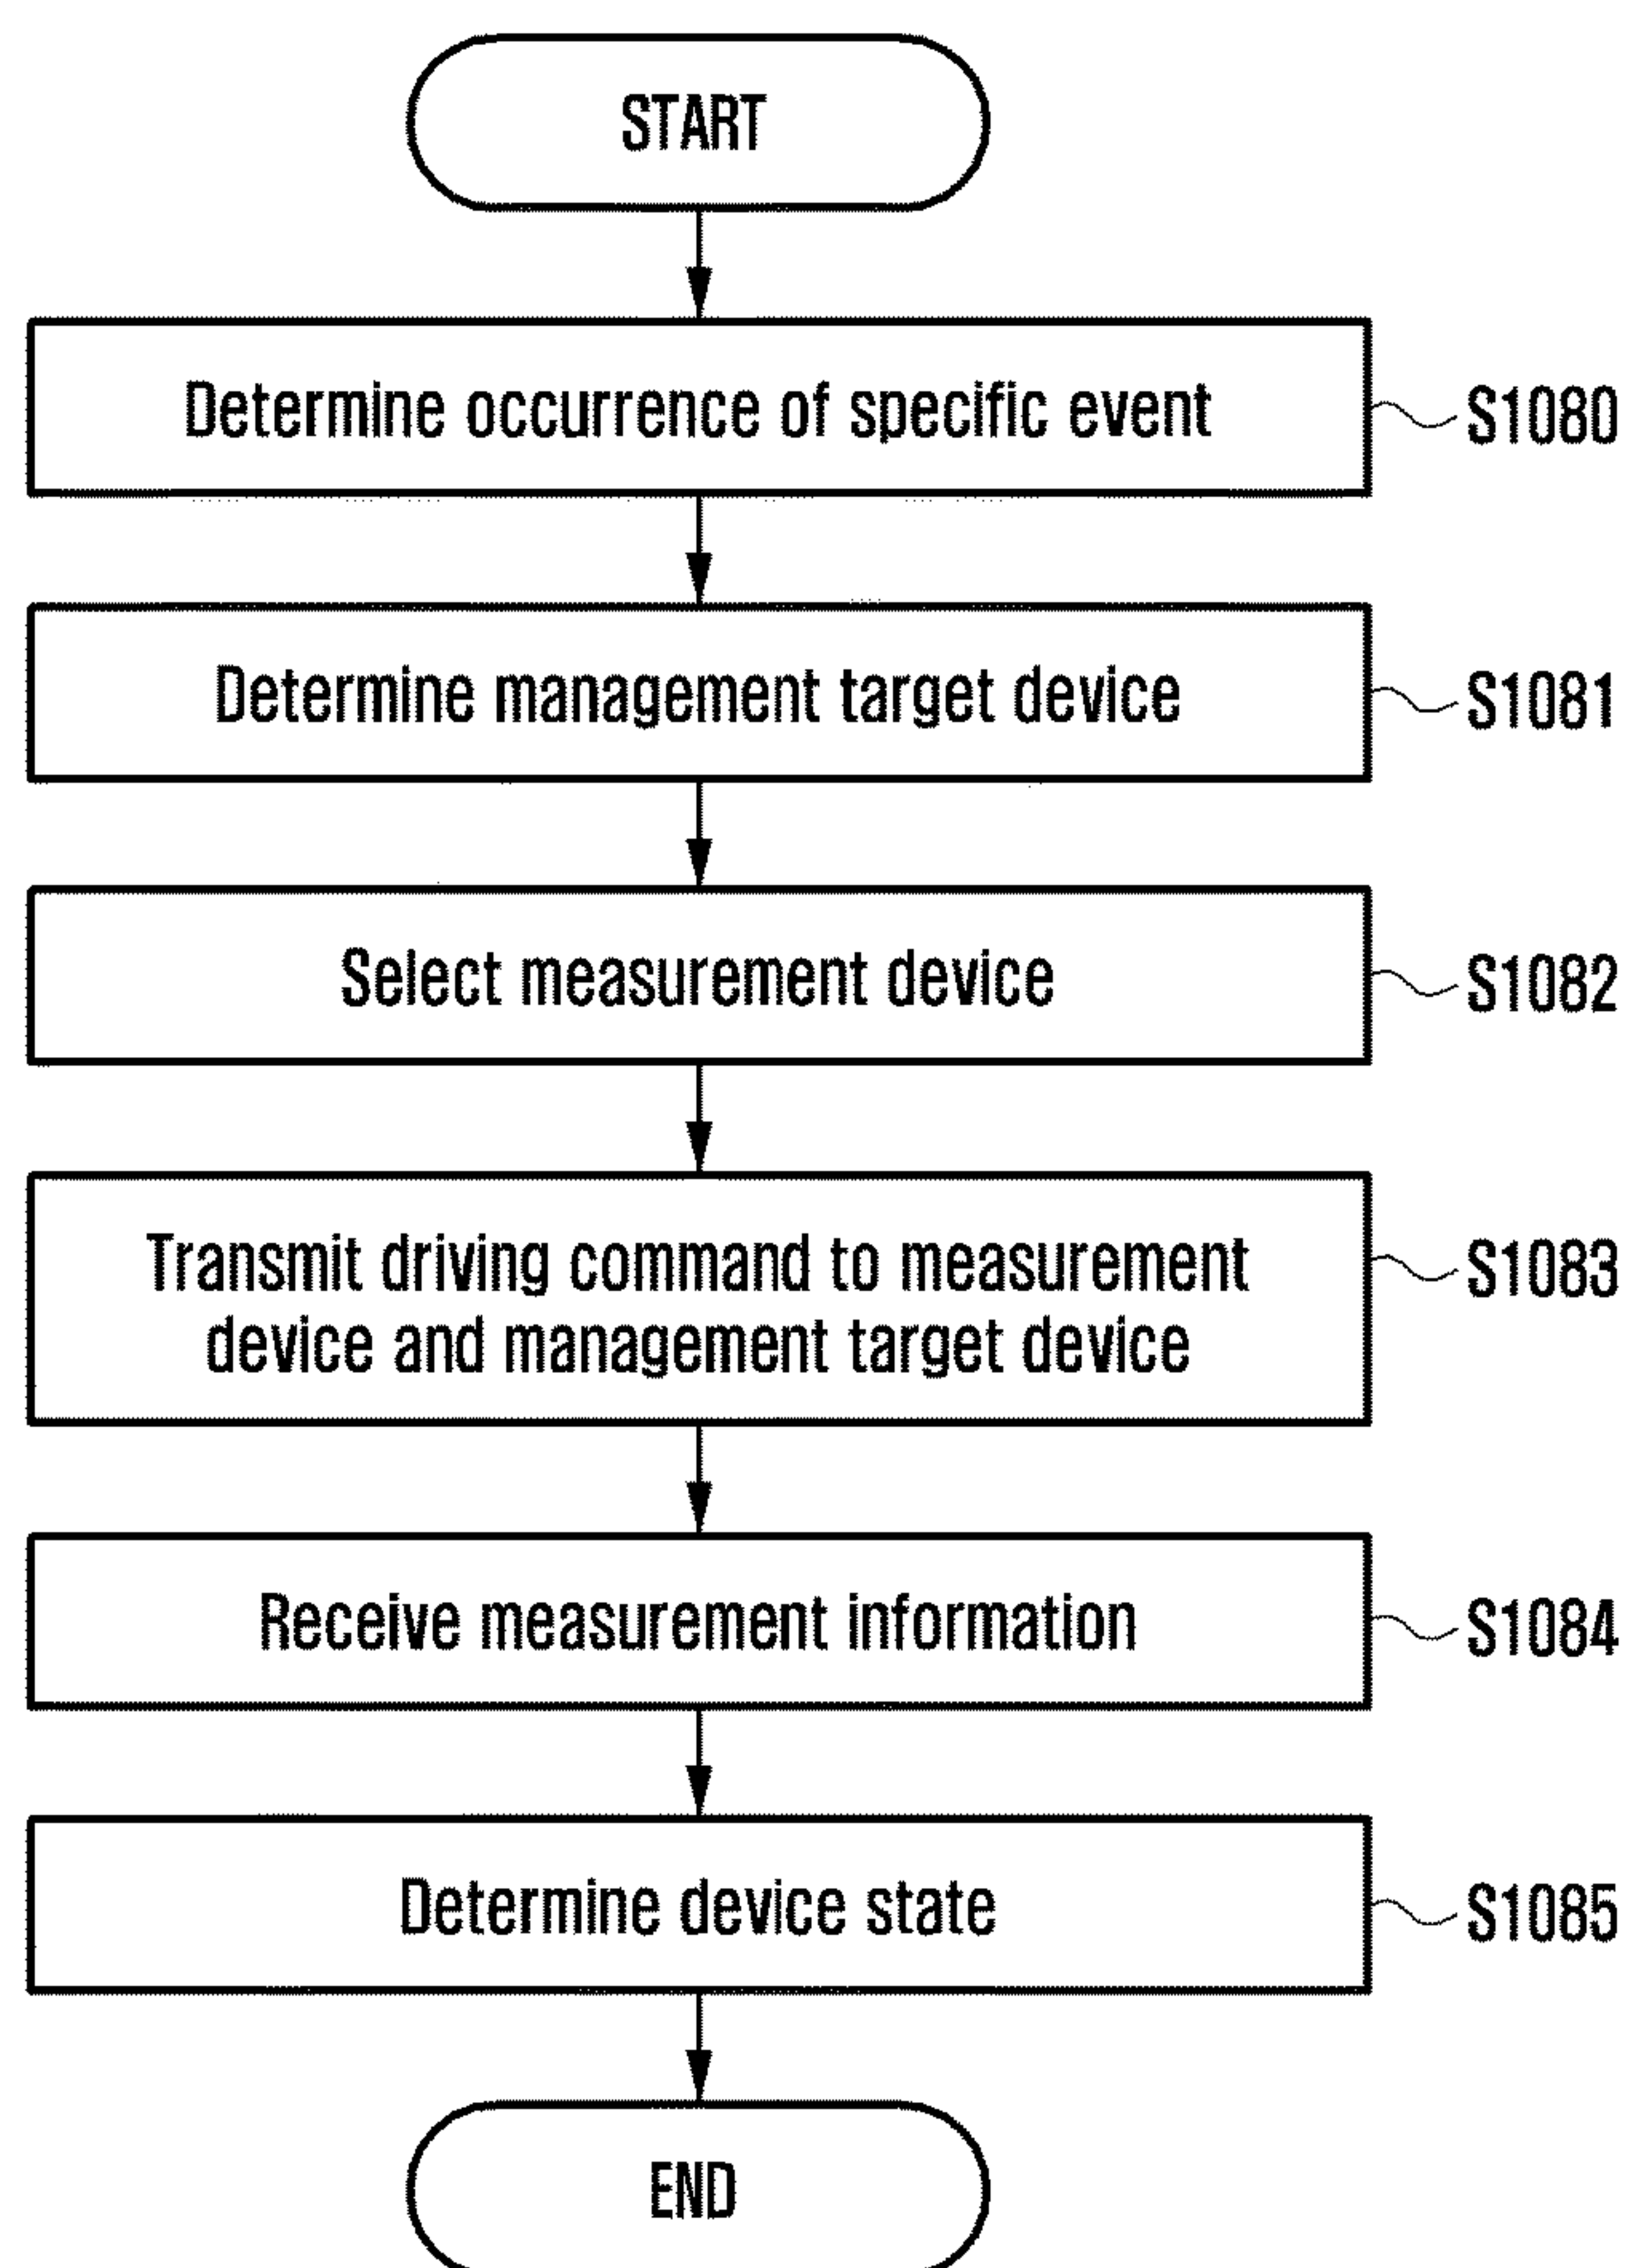 START
Determine occurrence of specific event
S1080
Determine management target device
S1081
Select measurement device
S1082
Transmit driving command to measurement
device and management target device
S1083
Receive measurement information
S1084
Determine device state
S1085
END